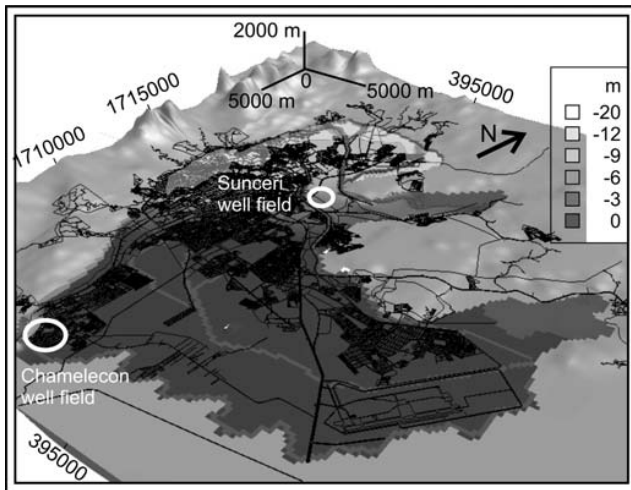 2000 m
0
5000 m
5000 m
395000
1715000
1710000
m
-20
-12
-9
-6
-3
0
N
Sunceri
well field
Chamelecon
well field
395000